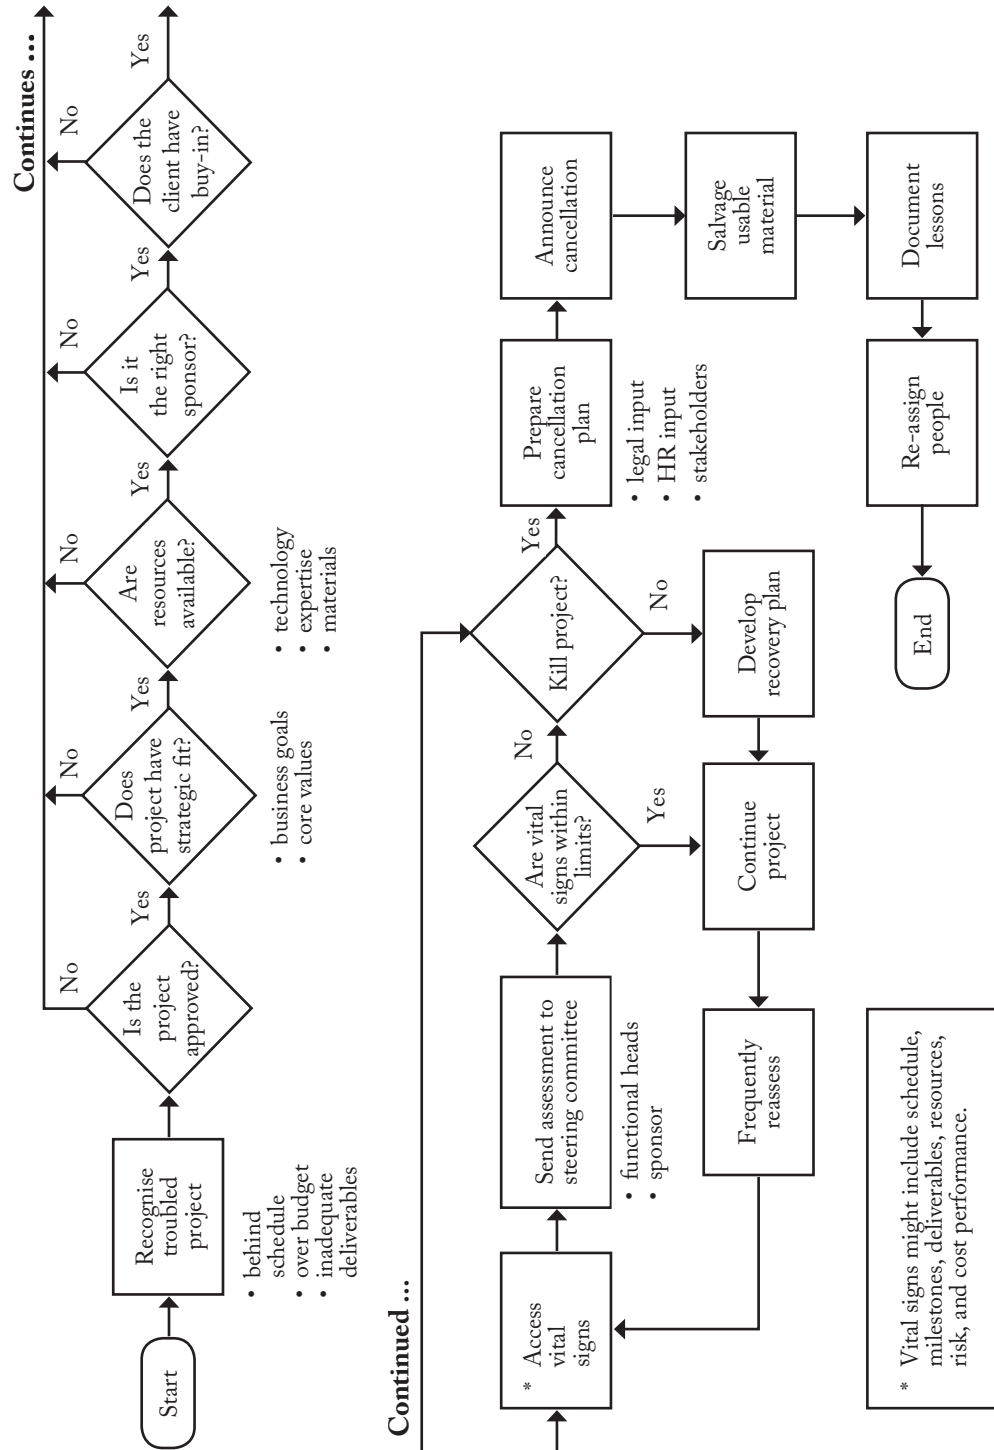 Continues ...
Start
Recognise
troubled
project
• behind
schedule
• over budget
• inadequate
deliverables
Is the
project
approved?
No
Yes
Does
project have
strategic fit?
• business goals
• core values
No
Yes
Are
resources
available?
• technology
• expertise
• materials
No
Yes
Is it
the right
sponsor?
No
Yes
Does the
client have
buy-in?
No
Yes
Continued ...
* Access
vital
signs
Send assessment to
steering committee
• functional heads
• sponsor
Are vital
signs within
limits?
No
Yes
Kill project?
Yes
No
Prepare
cancellation
plan
• legal input
• HR input
• stakeholders
Announce
cancellation
Salvage
usable
material
Document
lessons
Re-assign
people
End
Develop
recovery plan
Continue
project
Frequently
reassess
* Vital signs might include schedule,
milestones, deliverables, resources,
risk, and cost performance.